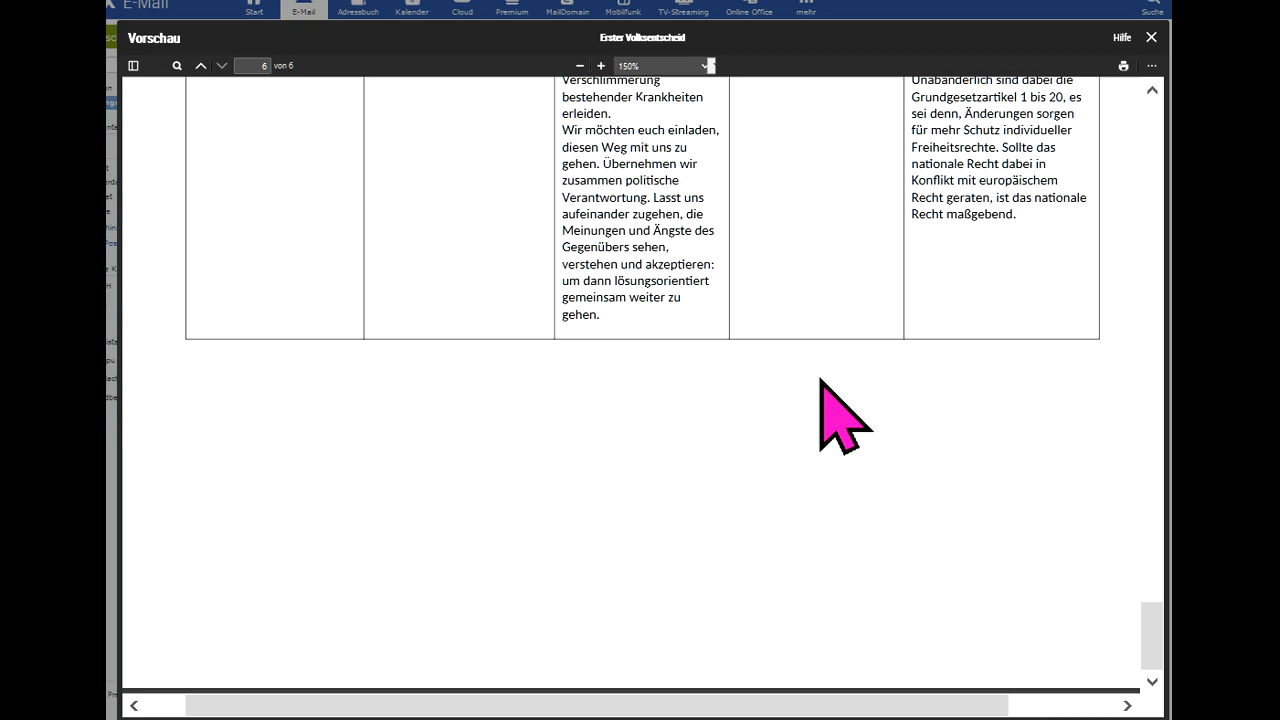 E-Mail
Start
E-Mail
Adressbuch
Kalender
Cloud
Premium
MailDomain
Mobilfunk
TV-Streaming
Online Office
mehr
Suche
Vorschau
Erster Volksentscheid
Hilfe
6 von 6
150%
Verschlimmerung
bestehender Krankheiten
erleiden.
Wir möchten euch einladen,
diesen Weg mit uns zu
gehen. Übernehmen wir
zusammen politische
Verantwortung. Lasst uns
aufeinander zugehen, die
Meinungen und Ängste des
Gegenübers sehen,
verstehen und akzeptieren:
um dann lösungsorientiert
gemeinsam weiter zu
gehen.
Unabänderlich sind dabei die
Grundgesetzartikel 1 bis 20, es
sei denn, Änderungen sorgen
für mehr Schutz individueller
Freiheitsrechte. Sollte das
nationale Recht dabei in
Konflikt mit europäischem
Recht geraten, ist das nationale
Recht maßgebend.